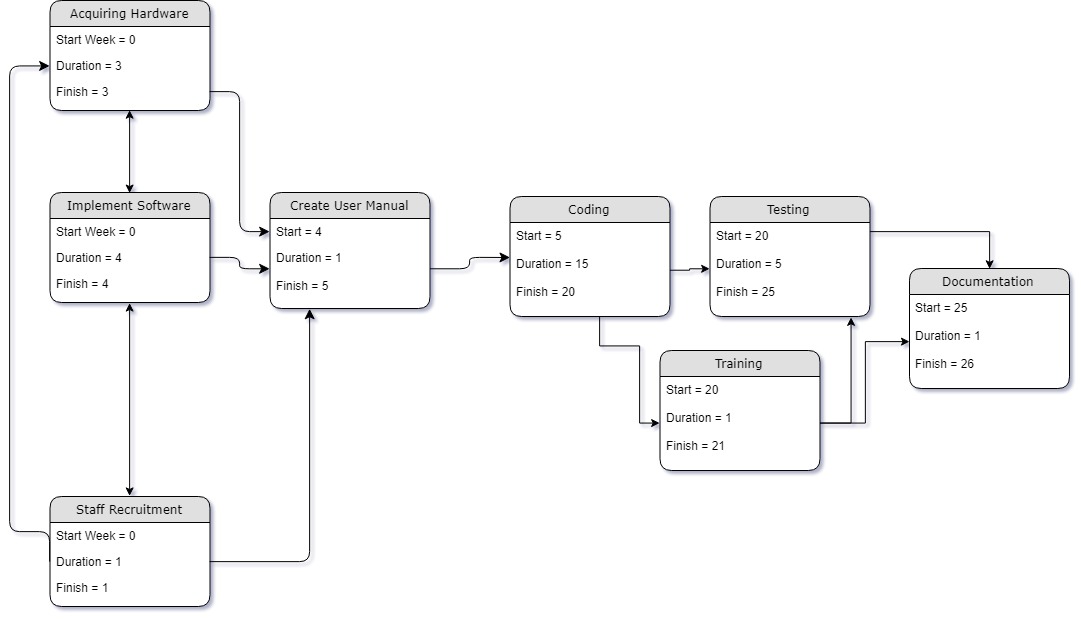 Acquiring Hardware
Start Week = 0
Duration = 3
Finish = 3
Implement Software
Start Week = 0
Duration = 4
Finish = 4
Staff Recruitment
Start Week = 0
Duration = 1
Finish = 1
Create User Manual
Start = 4
Duration = 1
Finish = 5
Coding
Start = 5
Duration = 15
Finish = 20
Testing
Start = 20
Duration = 5
Finish = 25
Training
Start = 20
Duration = 1
Finish = 21
Documentation
Start = 25
Duration = 1
Finish = 26